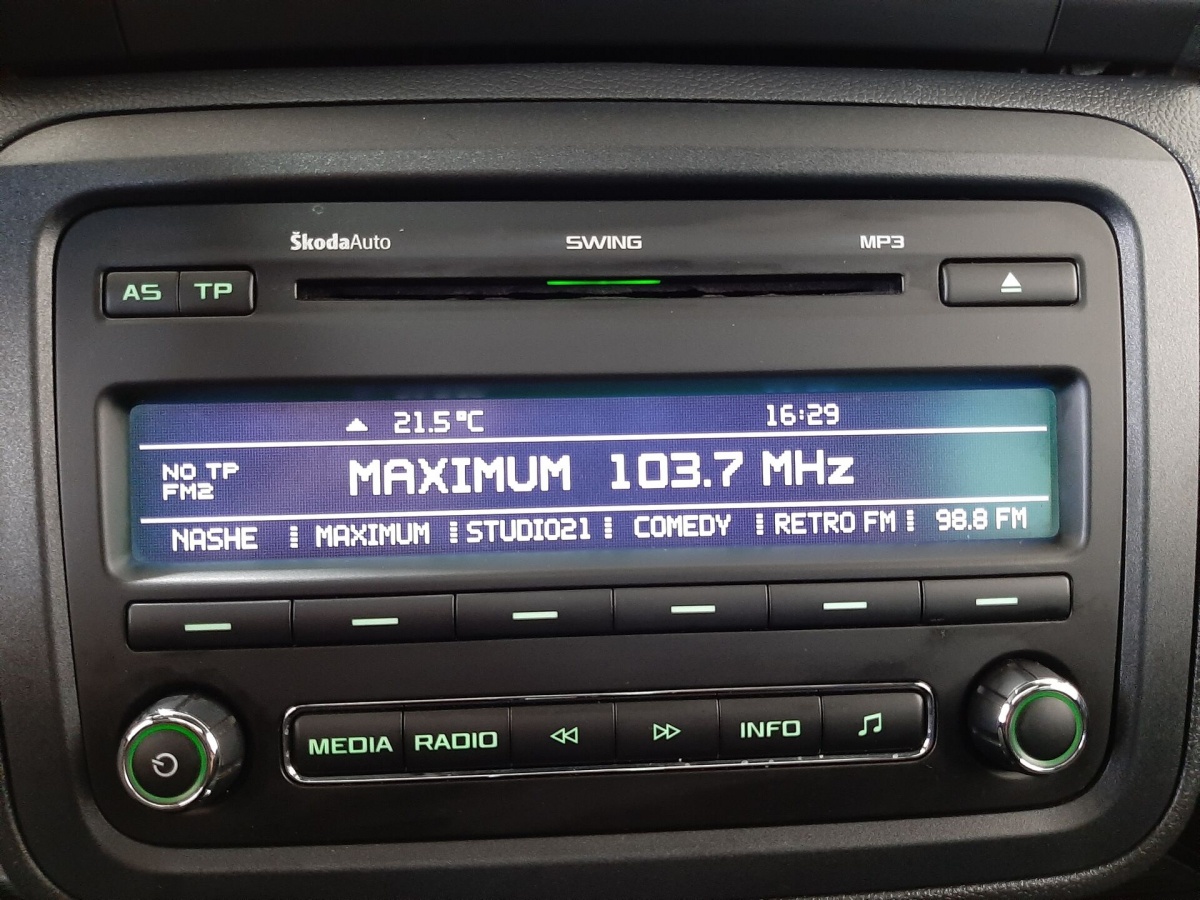 ŠkodaAuto SWING MP3
AS TP
21.5°C 16:29
NO TP
FM2
MAXIMUM 103.7 MHz
NASHE MAXIMUM STUDIO21 COMEDY RETRO FM 98.8 FM
MEDIA RADIO INFO